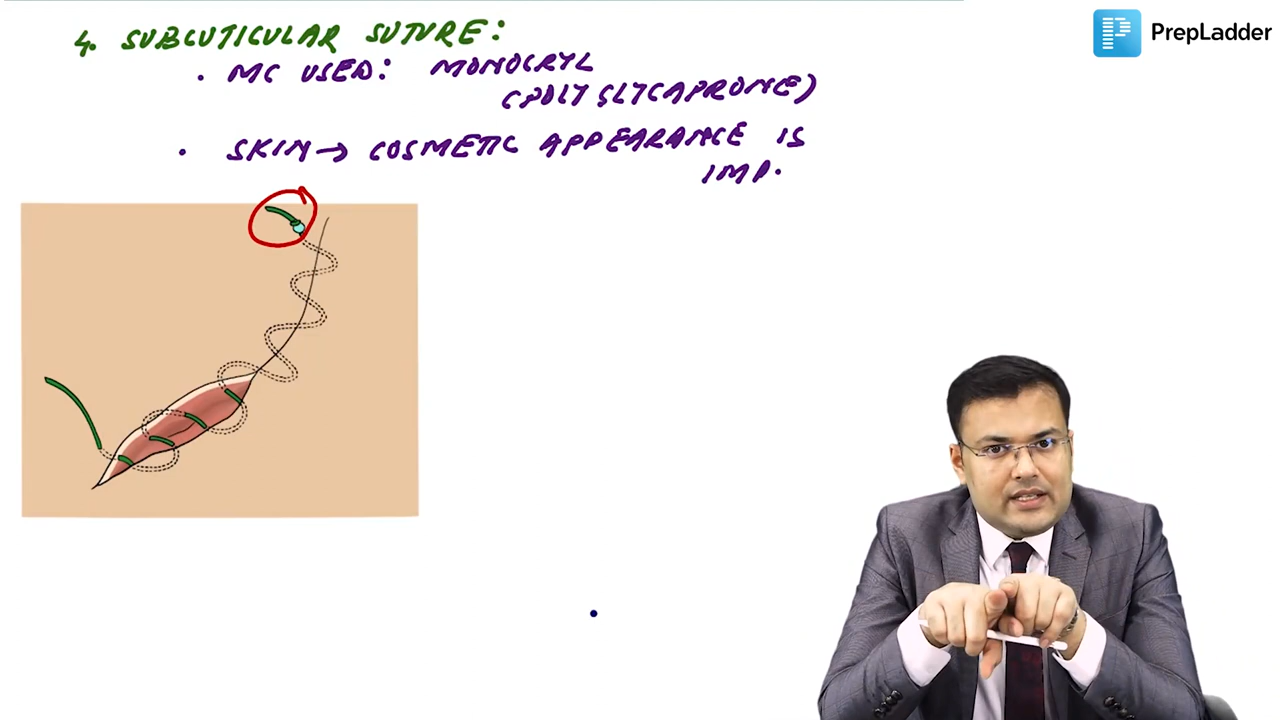 PrepLadder
4. SUBCUTICULAR SUTURE:
• MC USED: MONOCRYL
(POLYGLYCAPRONE)
• SKIN → COSMETIC APPEARANCE IS
IMP.